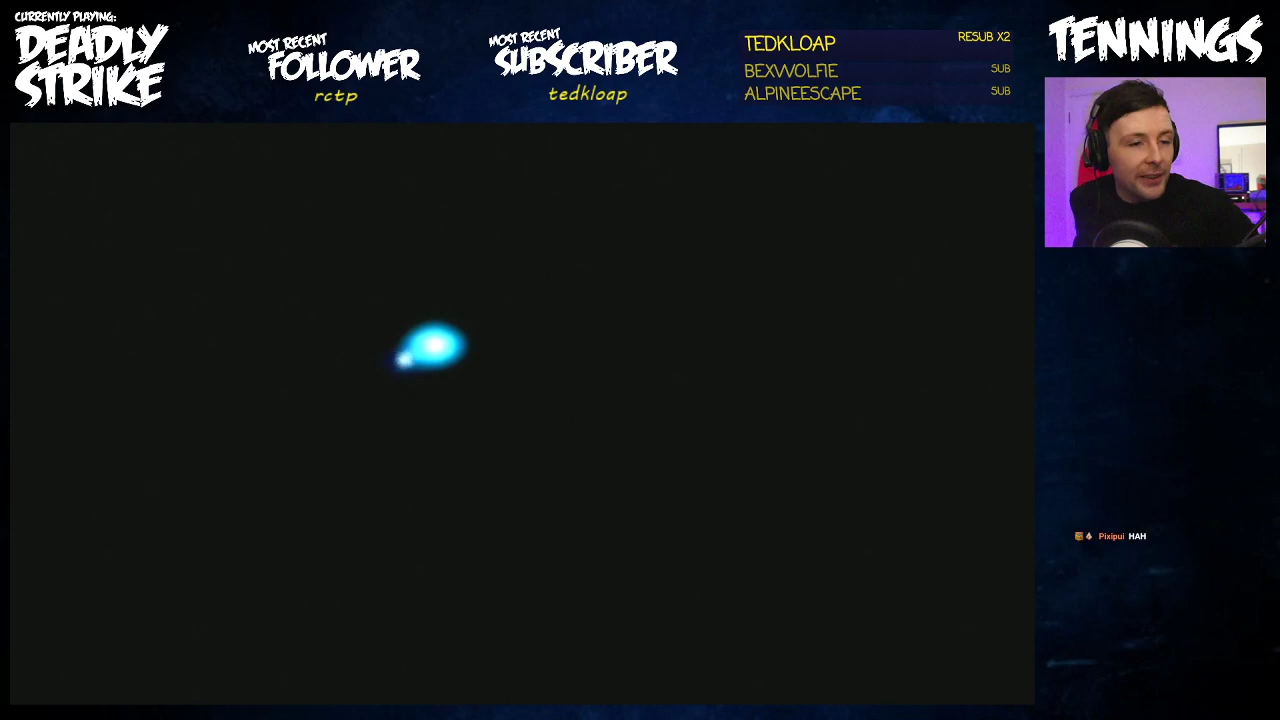 CURRENTLY PLAYING:
DEADLY
STRIKE
MOST RECENT
FOLLOWER
rctp
MOST RECENT
SUBSCRIBER
tedkloap
TEDKLOAP RESUB X2
BEXWOLFIE SUB
ALPINEESCAPE SUB
TENNINGS
Pixipui HAH